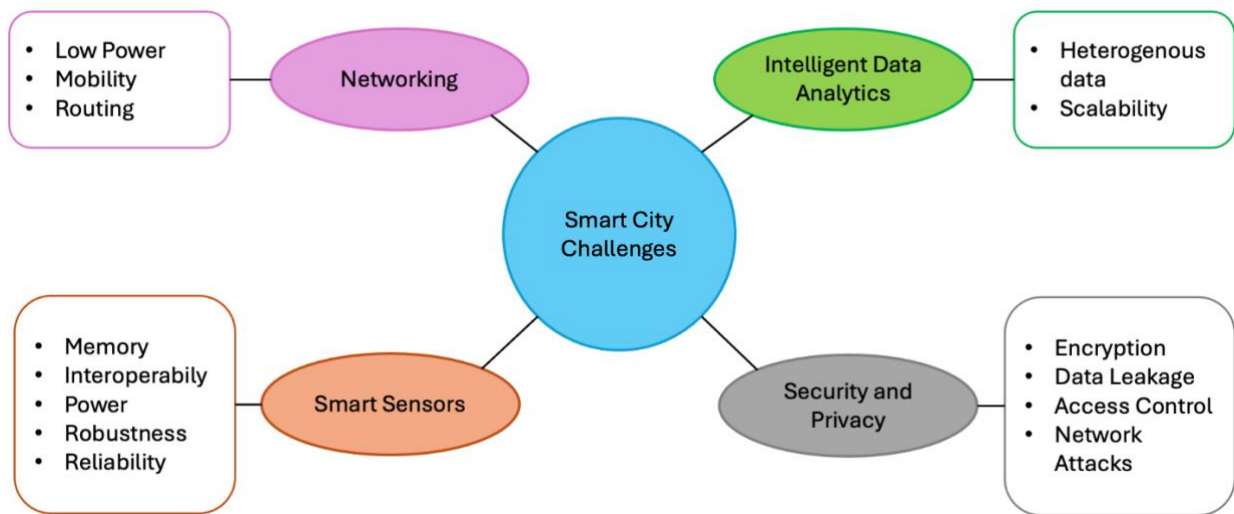 • Low Power
• Mobility
• Routing
Networking
Intelligent Data
Analytics
• Heterogenous
data
• Scalability
Smart City
Challenges
• Memory
• Interoperabily
• Power
• Robustness
• Reliability
Smart Sensors
Security and
Privacy
• Encryption
• Data Leakage
• Access Control
• Network
Attacks